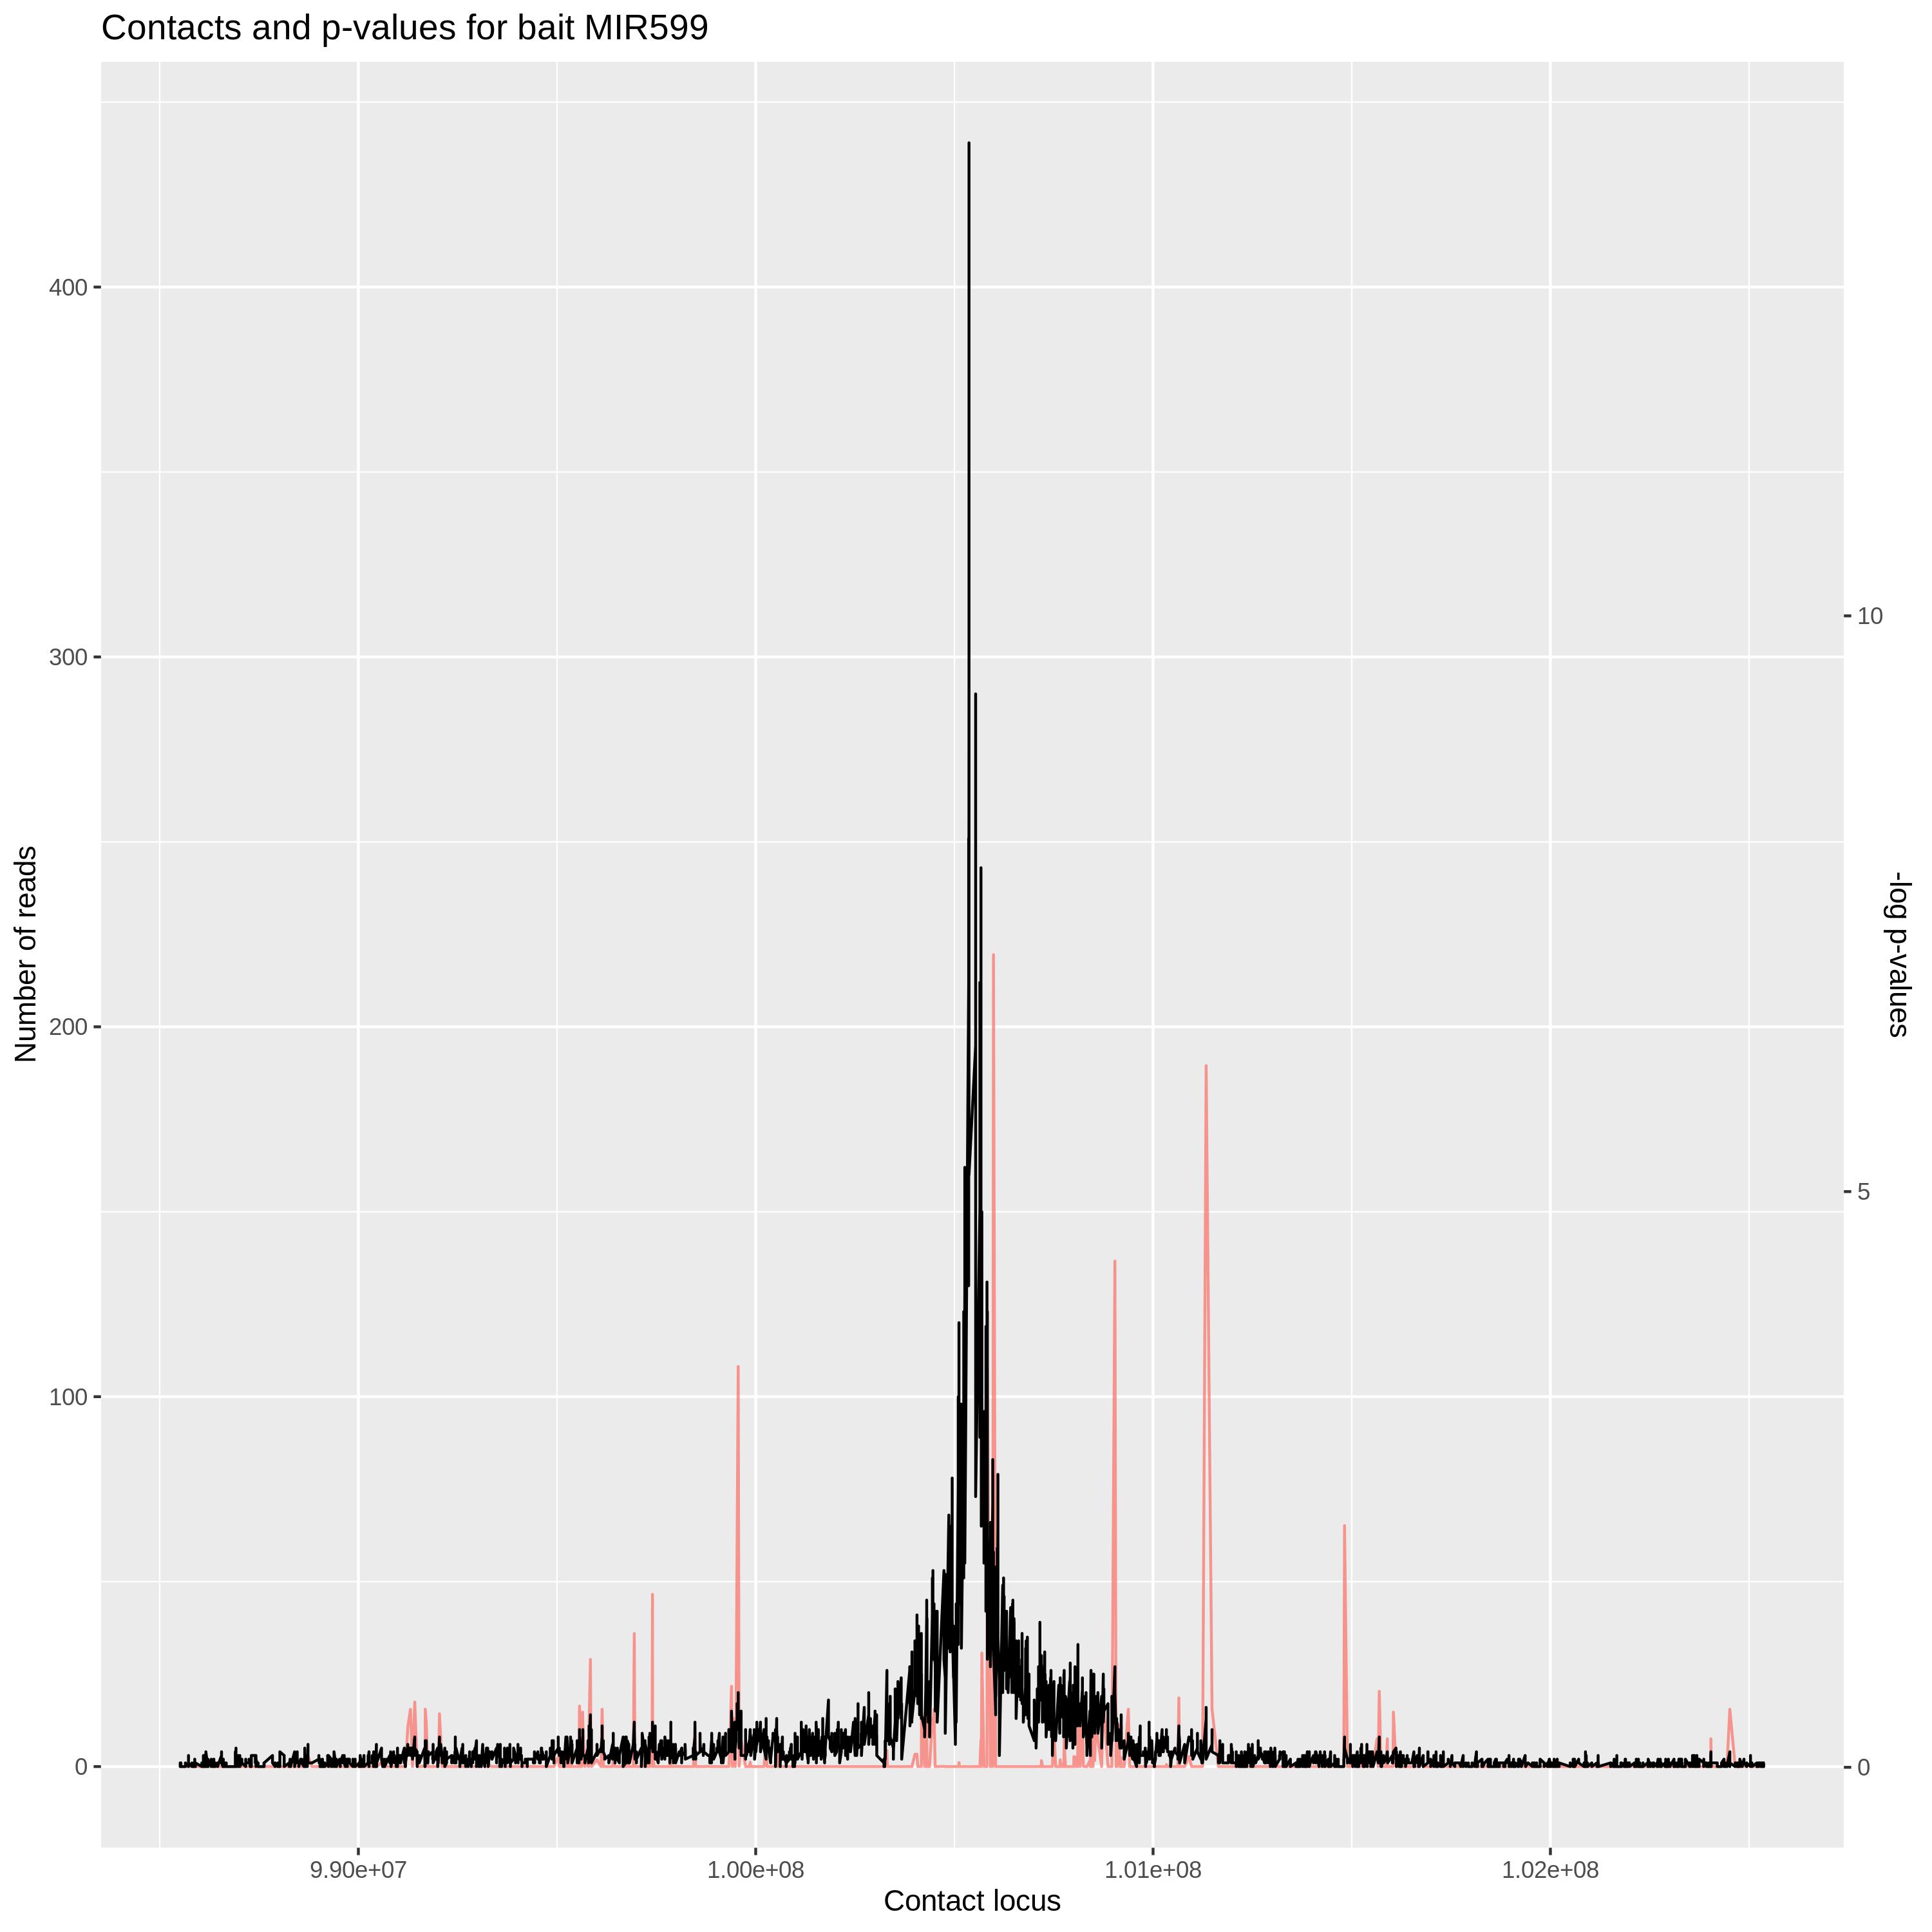 Contacts and p-values for bait MIR599
400
300
200
100
0
Number of reads
10
5
0
-log p-values
9.90e+07
1.00e+08
1.01e+08
1.02e+08
Contact locus